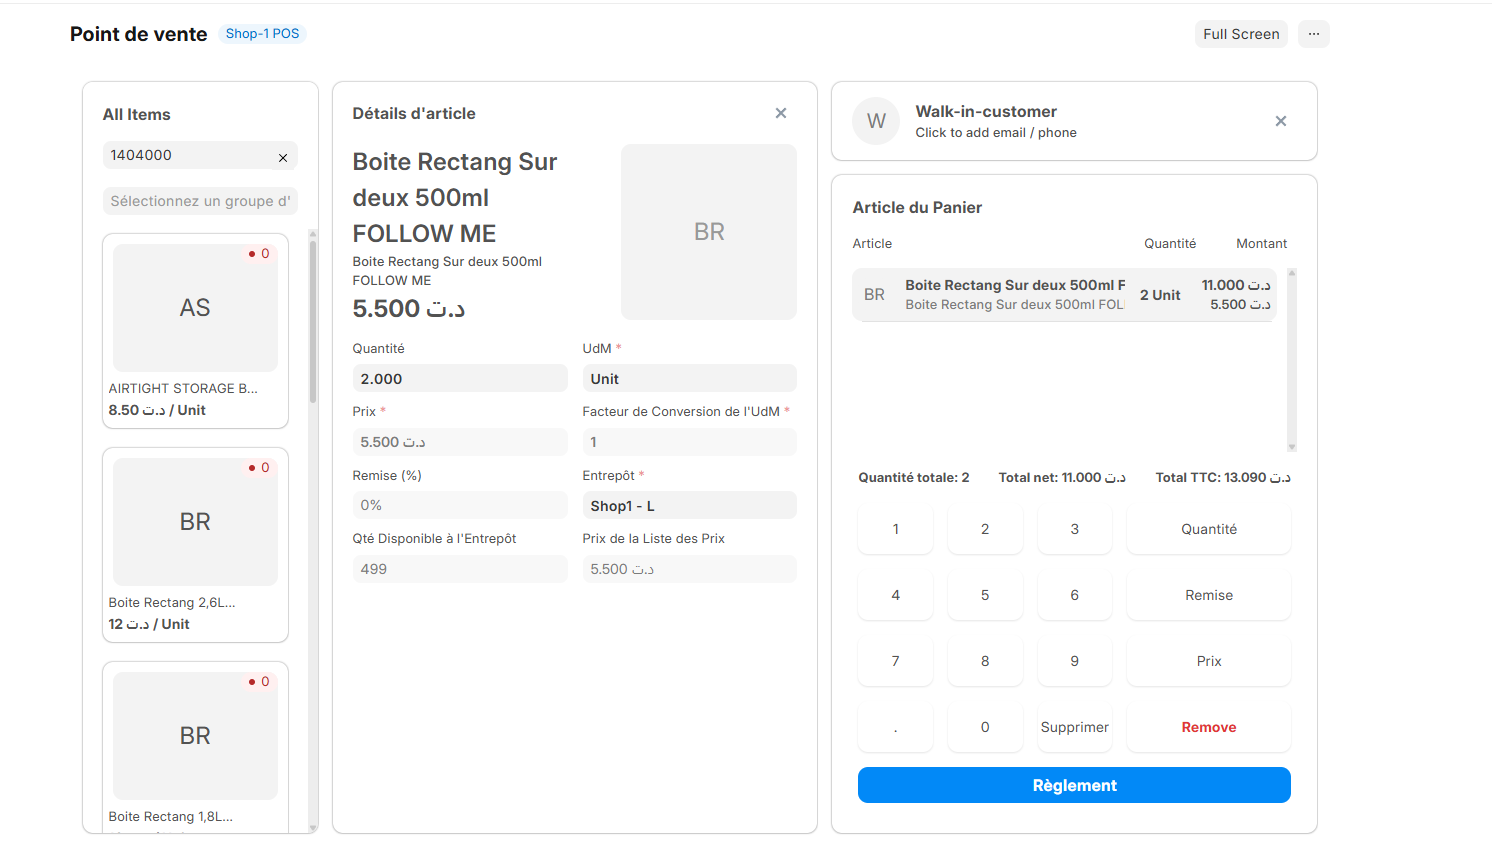 Point de vente
Shop-1 POS
Full Screen
...
All Items
1404000
Sélectionnez un groupe d'
0
AS
AIRTIGHT STORAGE B...
8.50 د.ت / Unit
0
BR
Boite Rectang 2,6L...
12 د.ت / Unit
0
BR
Boite Rectang 1,8L...
Détails d'article
Boite Rectang Sur
deux 500ml
FOLLOW ME
Boite Rectang Sur deux 500ml
FOLLOW ME
5.500 د.ت
BR
Quantité
2.000
UdM *
Unit
Prix *
5.500 د.ت
Facteur de Conversion de l'UdM *
1
Remise (%)
0%
Entrepôt *
Shop1 - L
Qté Disponible à l'Entrepôt
499
Prix de la Liste des Prix
5.500 د.ت
W
Walk-in-customer
Click to add email / phone
Article du Panier
Article Quantité Montant
BR
Boite Rectang Sur deux 500ml F
Boite Rectang Sur deux 500ml FOL
2 Unit
11.000 د.ت
5.500 د.ت
Quantité totale: 2 Total net: 11.000 د.ت Total TTC: 13.090 د.ت
1 2 3 Quantité
4 5 6 Remise
7 8 9 Prix
. 0 Supprimer Remove
Règlement